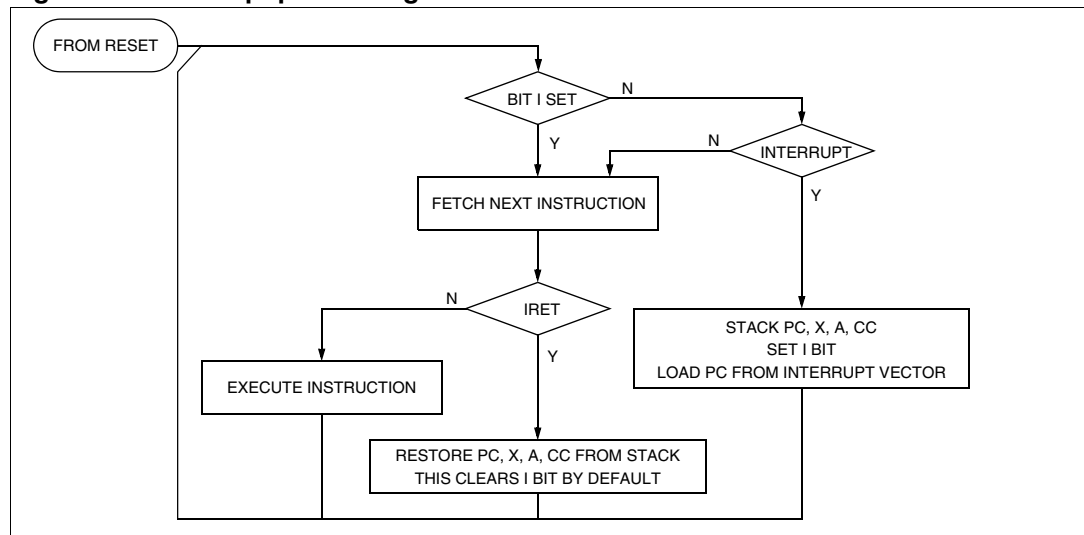 FROM RESET
BIT I SET
N
Y
N
INTERRUPT
Y
FETCH NEXT INSTRUCTION
N
IRET
Y
STACK PC, X, A, CC
SET I BIT
LOAD PC FROM INTERRUPT VECTOR
EXECUTE INSTRUCTION
RESTORE PC, X, A, CC FROM STACK
THIS CLEARS I BIT BY DEFAULT